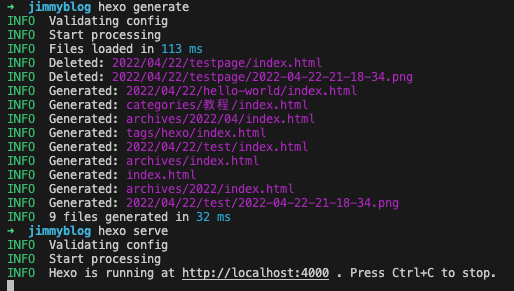 ➜  jimmyblog hexo generate
INFO  Validating config
INFO  Start processing
INFO  Files loaded in 113 ms
INFO  Deleted: 2022/04/22/testpage/index.html
INFO  Deleted: 2022/04/22/testpage/2022-04-22-21-18-34.png
INFO  Generated: 2022/04/22/hello-world/index.html
INFO  Generated: categories/教程/index.html
INFO  Generated: archives/2022/04/index.html
INFO  Generated: tags/hexo/index.html
INFO  Generated: 2022/04/22/test/index.html
INFO  Generated: archives/index.html
INFO  Generated: index.html
INFO  Generated: archives/2022/index.html
INFO  Generated: 2022/04/22/test/2022-04-22-21-18-34.png
INFO  9 files generated in 32 ms
➜  jimmyblog hexo serve
INFO  Validating config
INFO  Start processing
INFO  Hexo is running at http://localhost:4000 . Press Ctrl+C to stop.